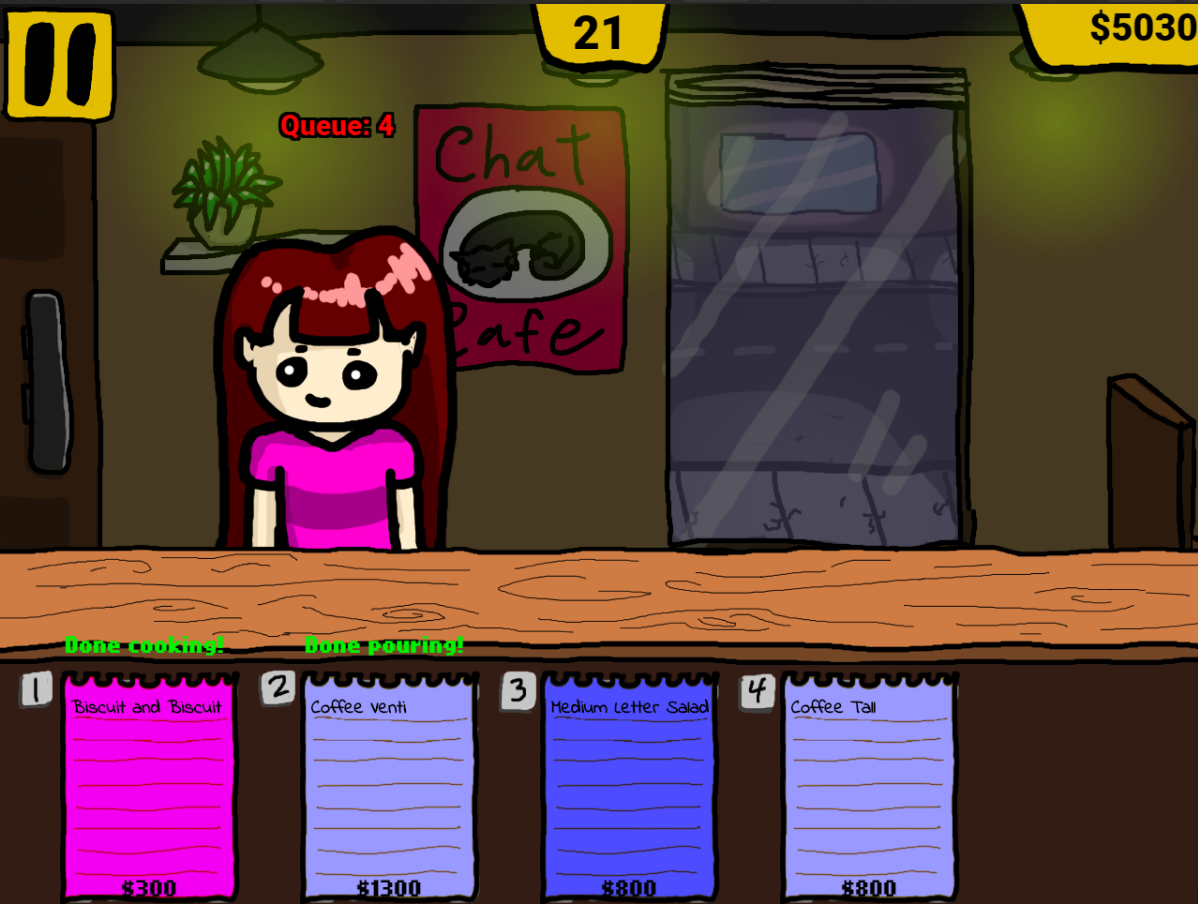 21
$5030
Queue: 4
Chat
Cafe
Done cooking!
Done pouring!
1
2
3
4
Biscuit and Biscuit
Coffee Venti
Medium Letter Salad
Coffee Tall
$300
$1300
$800
$800